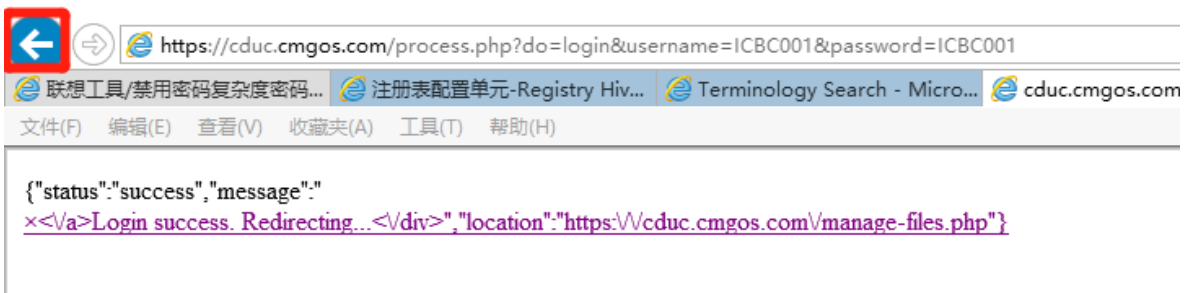 https://cduc.cmgos.com/process.php?do=login&username=ICBC001&password=ICBC001
联想工具/禁用密码复杂度密码... 注册表配置单元-Registry Hiv... Terminology Search - Micro... cduc.cmgos.com
文件(F) 编辑(E) 查看(V) 收藏夹(A) 工具(T) 帮助(H)
{"status":"success","message":"
×<\/a>Login success. Redirecting...<\/div>","location":"https:\/\/cduc.cmgos.com\/manage-files.php"}